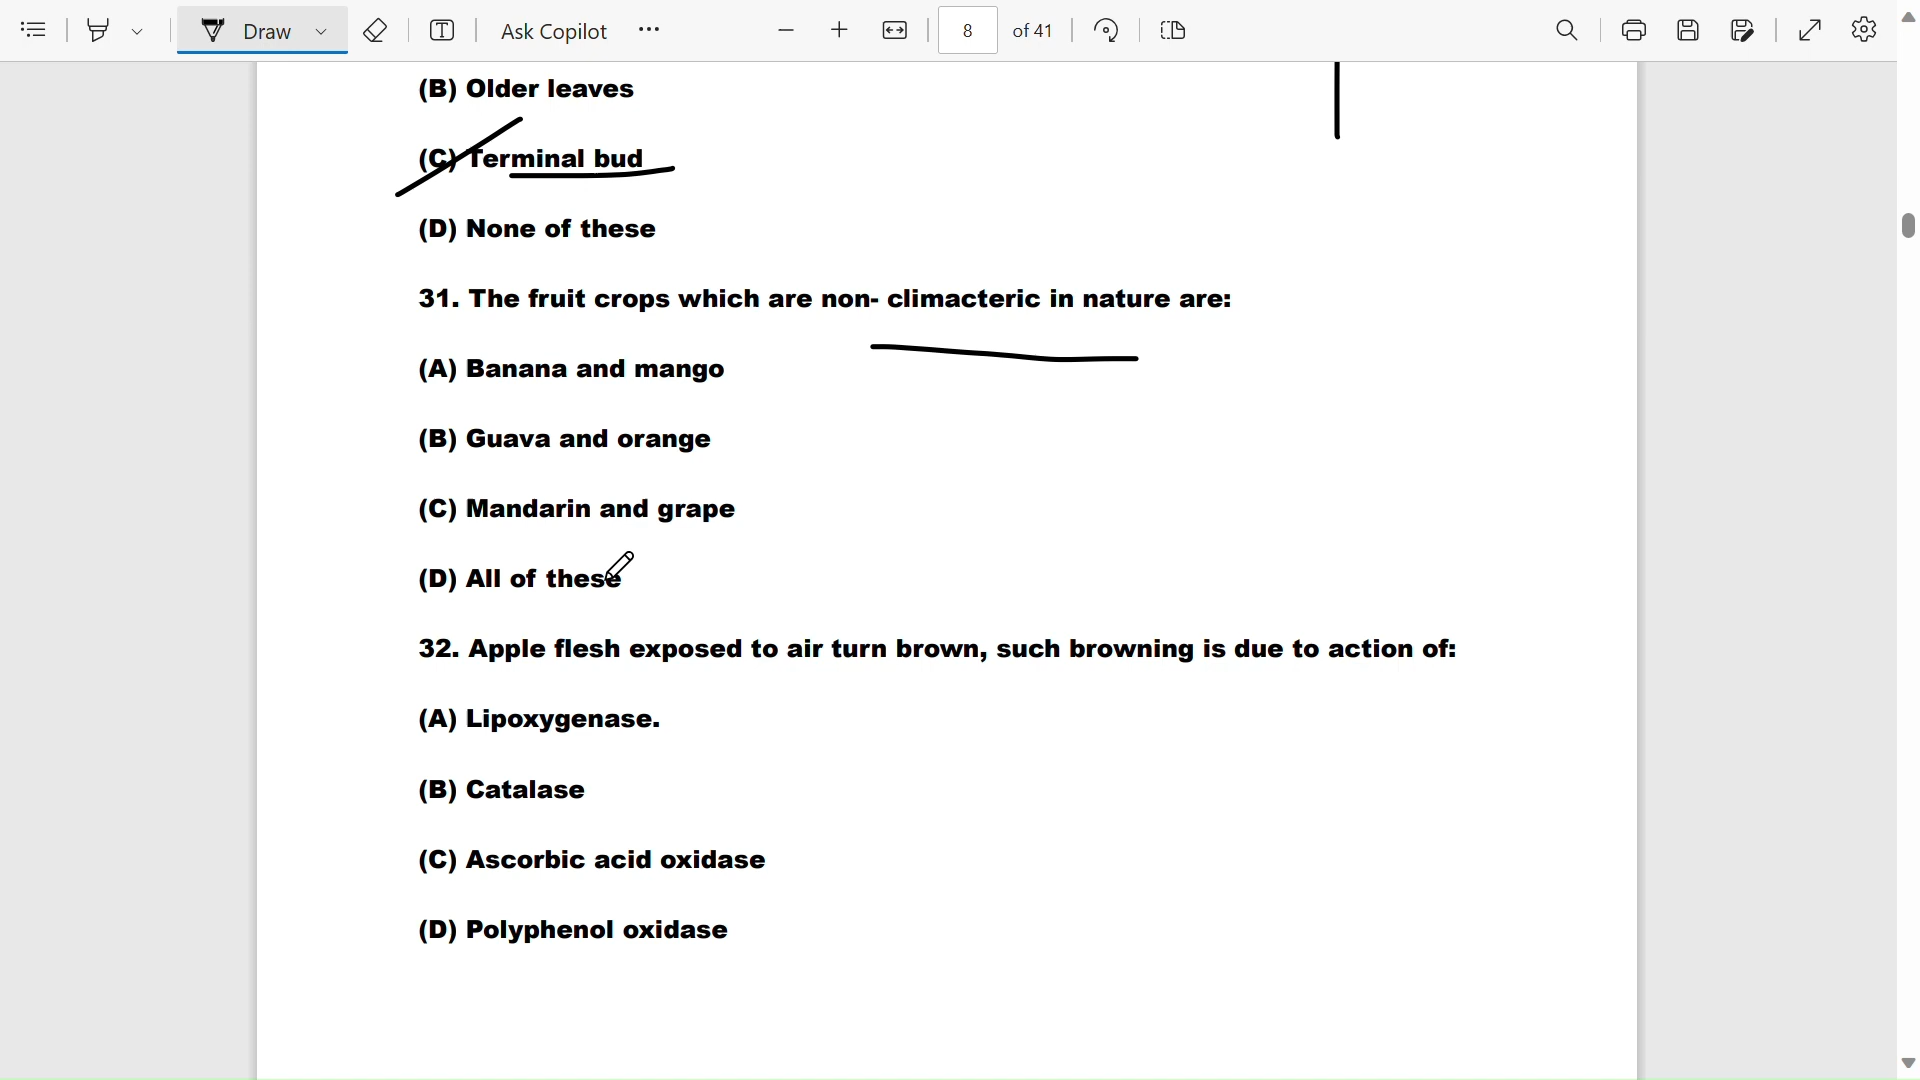 Draw
Ask Copilot
8
of 41
(B) Older leaves
(C) Terminal bud
(D) None of these
31. The fruit crops which are non- climacteric in nature are:
(A) Banana and mango
(B) Guava and orange
(C) Mandarin and grape
(D) All of these
32. Apple flesh exposed to air turn brown, such browning is due to action of:
(A) Lipoxygenase.
(B) Catalase
(C) Ascorbic acid oxidase
(D) Polyphenol oxidase